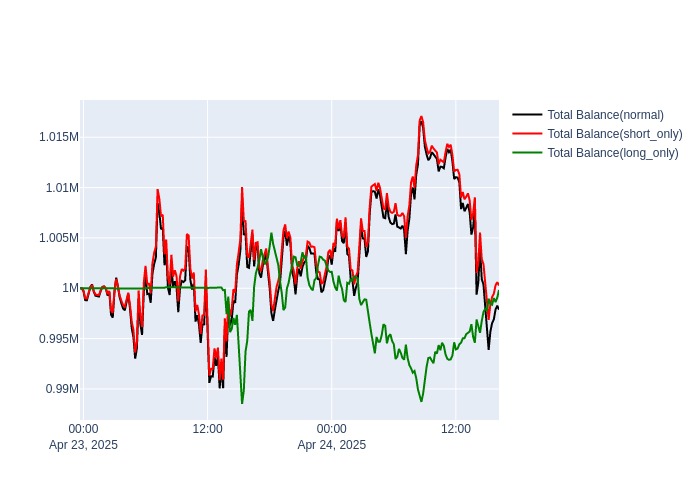 Total Balance(normal)
Total Balance(short_only)
Total Balance(long_only)
1.015M
1.01M
1.005M
1M
0.995M
0.99M
00:00 12:00 00:00 12:00
Apr 23, 2025 Apr 24, 2025